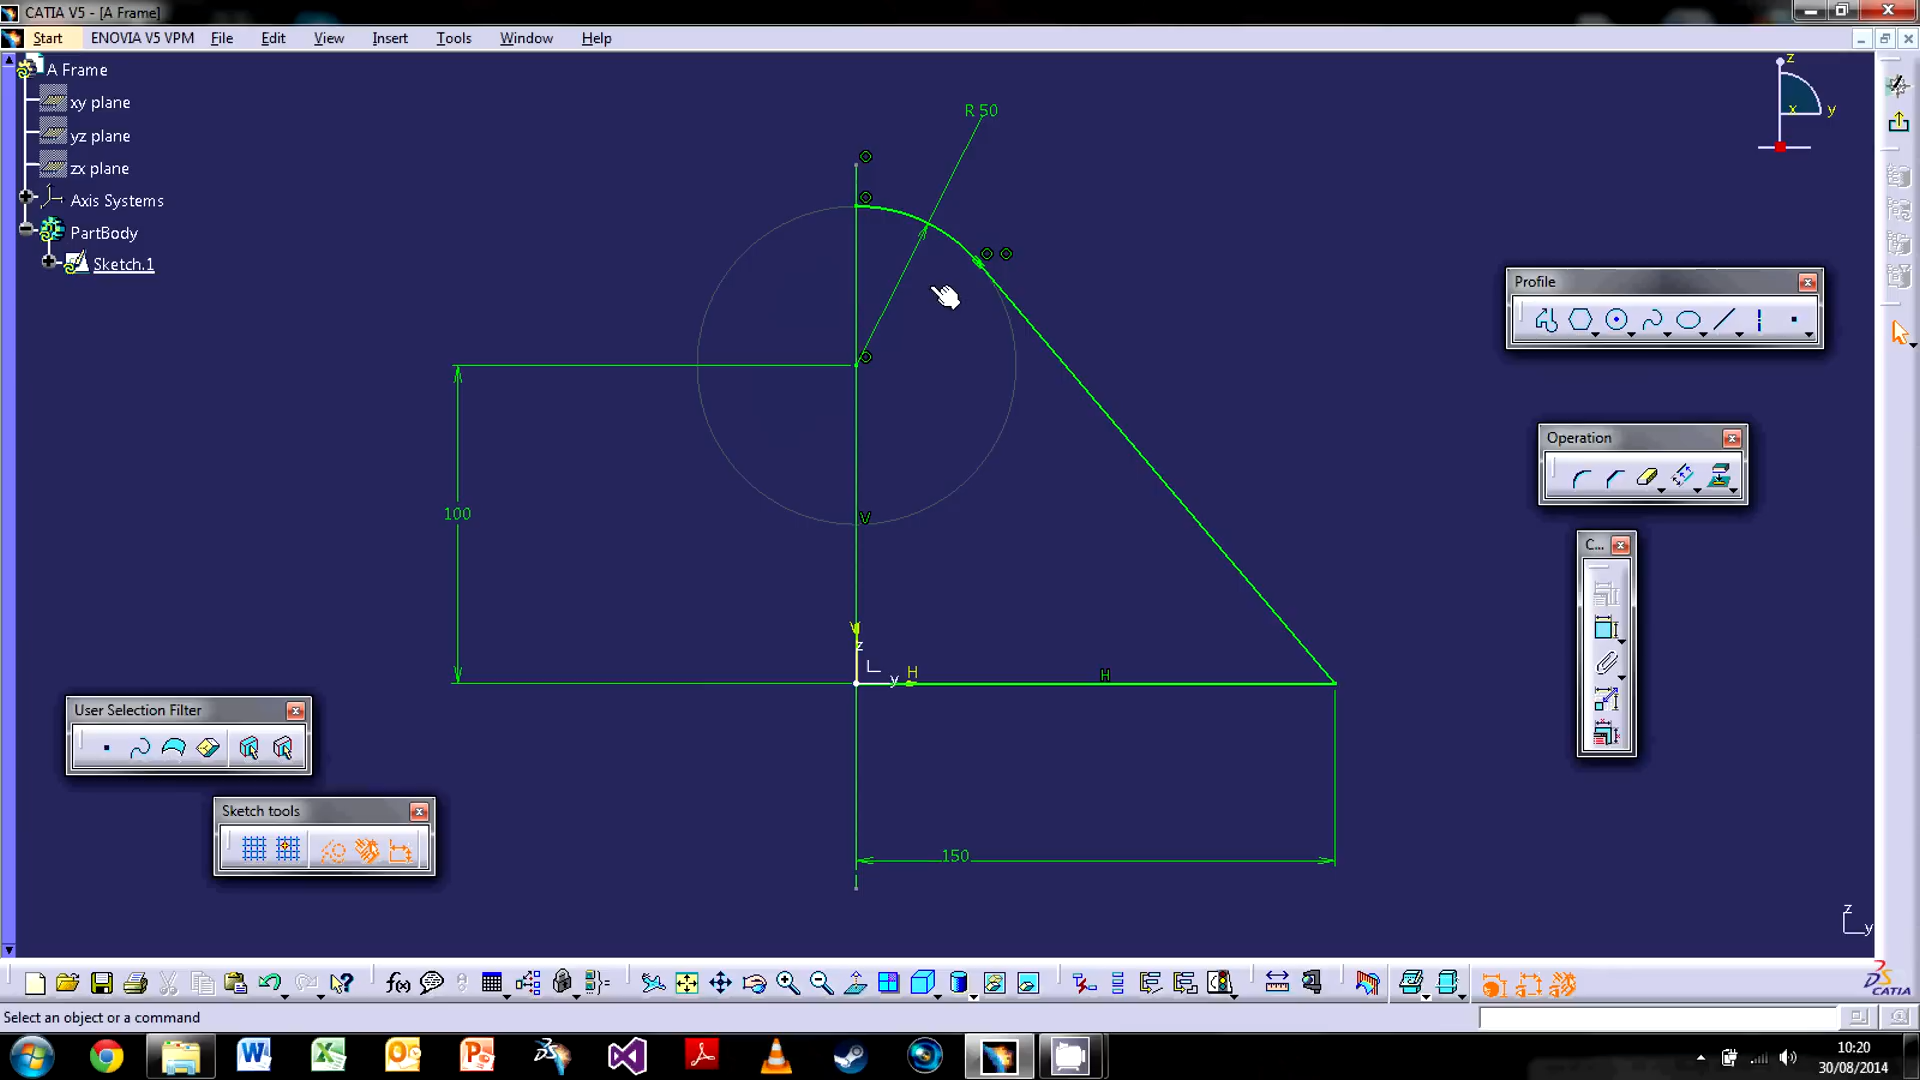 CATIA V5 - [A Frame]
Start ENOVIA V5 VPM File Edit View Insert Tools Window Help
A Frame
xy plane
yz plane
zx plane
Axis Systems
PartBody
Sketch.1
z
x
y
R 50
Profile
Operation
C...
100
V
V
z
H
y
H
150
User Selection Filter
Sketch tools
z
y
f(x)
CATIA
Select an object or a command
10:20
30/08/2014